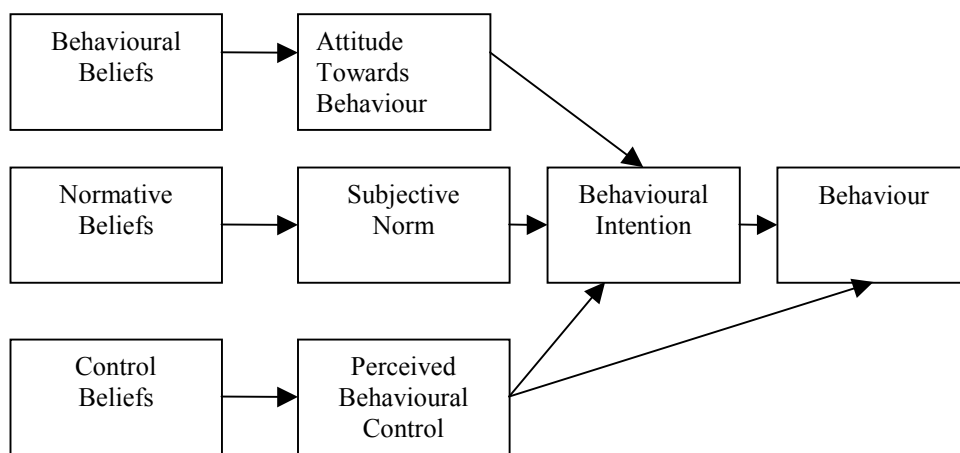 Behavioural
Beliefs
Attitude
Towards
Behaviour
Normative
Beliefs
Subjective
Norm
Behavioural
Intention
Behaviour
Control
Beliefs
Perceived
Behavioural
Control